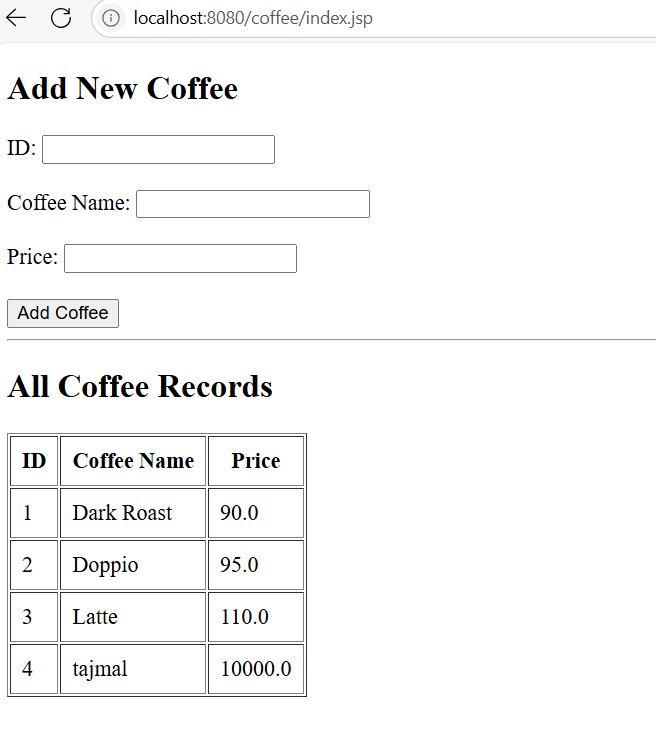 localhost:8080/coffee/index.jsp
Add New Coffee
ID:
Coffee Name:
Price:
Add Coffee
All Coffee Records
ID Coffee Name Price
1 Dark Roast 90.0
2 Doppio 95.0
3 Latte 110.0
4 tajmal 10000.0